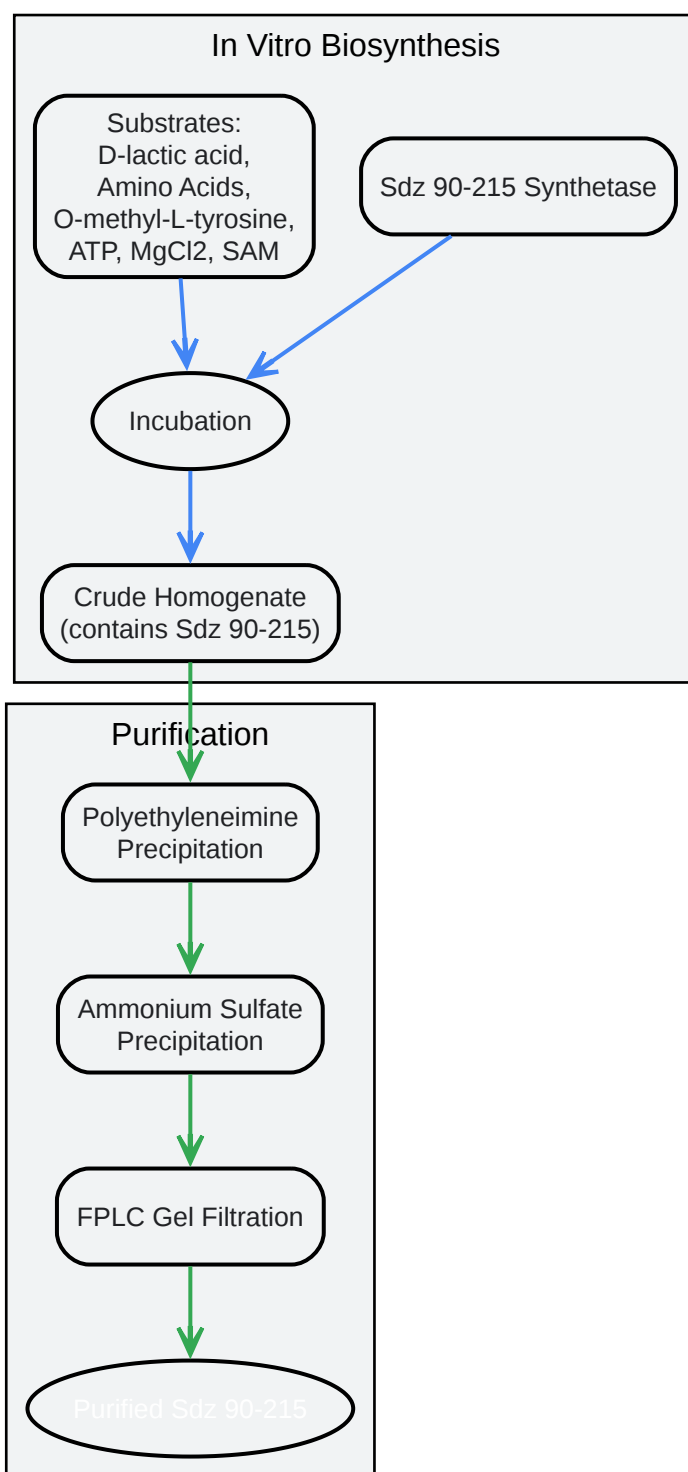 In Vitro Biosynthesis
Substrates:
D-lactic acid,
Amino Acids,
O-methyl-L-tyrosine,
ATP, MgCl2, SAM
Sdz 90-215 Synthetase
Incubation
Crude Homogenate
(contains Sdz 90-215)
Purification
Polyethyleneimine
Precipitation
Ammonium Sulfate
Precipitation
FPLC Gel Filtration
Purified Sdz 90-215